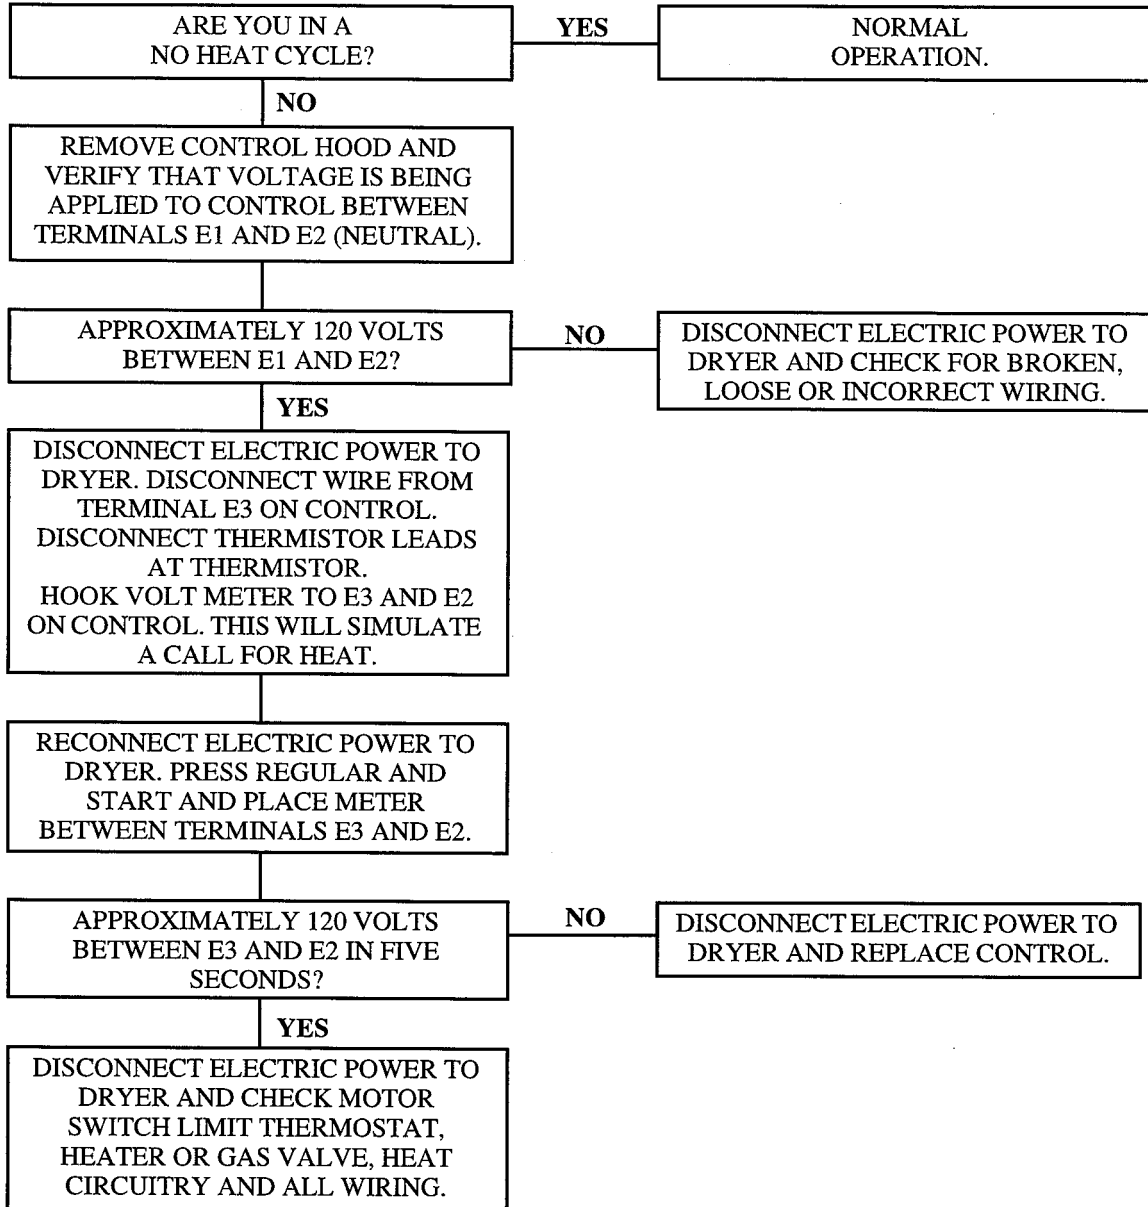 ARE YOU IN A
NO HEAT CYCLE?
YES
NORMAL
OPERATION.
NO
REMOVE CONTROL HOOD AND
VERIFY THAT VOLTAGE IS BEING
APPLIED TO CONTROL BETWEEN
TERMINALS E1 AND E2 (NEUTRAL).
APPROXIMATELY 120 VOLTS
BETWEEN E1 AND E2?
NO
DISCONNECT ELECTRIC POWER TO
DRYER AND CHECK FOR BROKEN,
LOOSE OR INCORRECT WIRING.
YES
DISCONNECT ELECTRIC POWER TO
DRYER. DISCONNECT WIRE FROM
TERMINAL E3 ON CONTROL.
DISCONNECT THERMISTOR LEADS
AT THERMISTOR.
HOOK VOLT METER TO E3 AND E2
ON CONTROL. THIS WILL SIMULATE
A CALL FOR HEAT.
RECONNECT ELECTRIC POWER TO
DRYER. PRESS REGULAR AND
START AND PLACE METER
BETWEEN TERMINALS E3 AND E2.
APPROXIMATELY 120 VOLTS
BETWEEN E3 AND E2 IN FIVE
SECONDS?
NO
DISCONNECT ELECTRIC POWER TO
DRYER AND REPLACE CONTROL.
YES
DISCONNECT ELECTRIC POWER TO
DRYER AND CHECK MOTOR
SWITCH LIMIT THERMOSTAT,
HEATER OR GAS VALVE, HEAT
CIRCUITRY AND ALL WIRING.